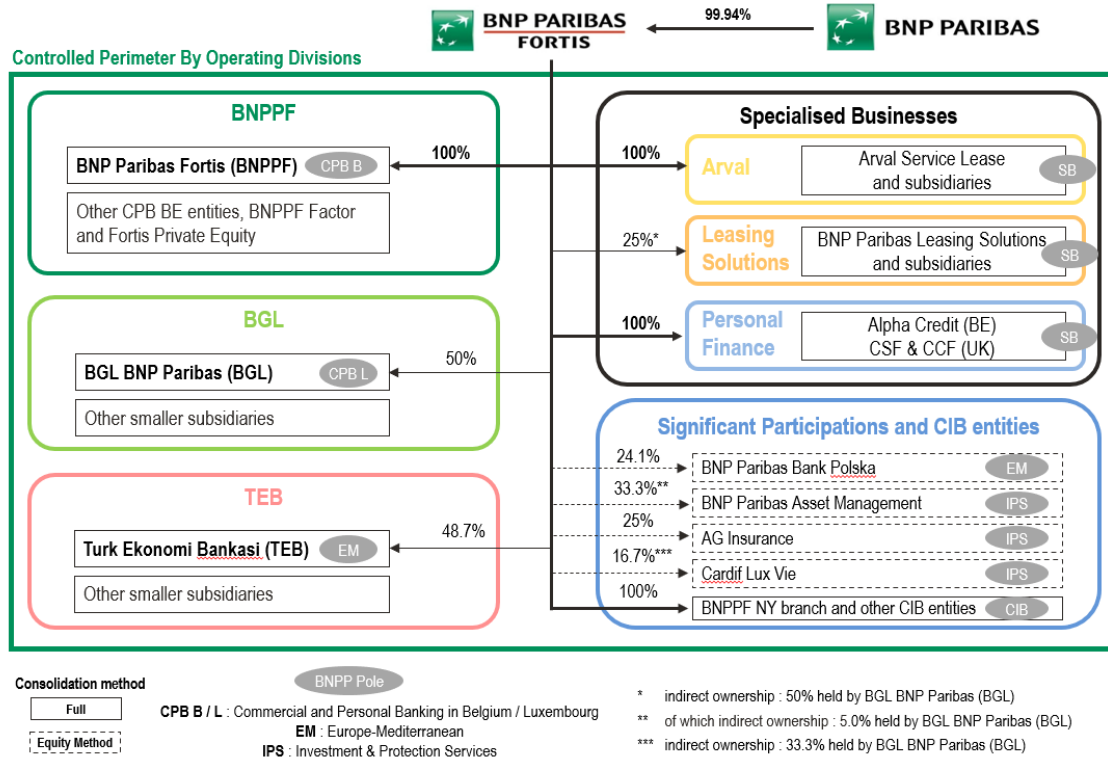 BNP PARIBAS
FORTIS
99.94%
BNP PARIBAS
Controlled Perimeter By Operating Divisions
BNPPF
BNP Paribas Fortis (BNPPF)
CPB B
Other CPB BE entities, BNPPF Factor
and Fortis Private Equity
100%
BGL
BGL BNP Paribas (BGL)
CPB L
Other smaller subsidiaries
50%
TEB
Turk Ekonomi Bankasi (TEB)
EM
Other smaller subsidiaries
48.7%
Specialised Businesses
100%
Arval
Arval Service Lease
and subsidiaries
SB
25%*
Leasing
Solutions
BNP Paribas Leasing Solutions
and subsidiaries
SB
100%
Personal
Finance
Alpha Credit (BE)
CSF & CCF (UK)
SB
Significant Participations and CIB entities
24.1%
BNP Paribas Bank Polska
EM
33.3%**
BNP Paribas Asset Management
IPS
25%
AG Insurance
IPS
16.7%***
Cardif Lux Vie
IPS
100%
BNPPF NY branch and other CIB entities
CIB
Consolidation method
Full
Equity Method
BNPP Pole
CPB B / L : Commercial and Personal Banking in Belgium / Luxembourg
EM : Europe-Mediterranean
IPS : Investment & Protection Services
* indirect ownership : 50% held by BGL BNP Paribas (BGL)
** of which indirect ownership : 5.0% held by BGL BNP Paribas (BGL)
*** indirect ownership : 33.3% held by BGL BNP Paribas (BGL)